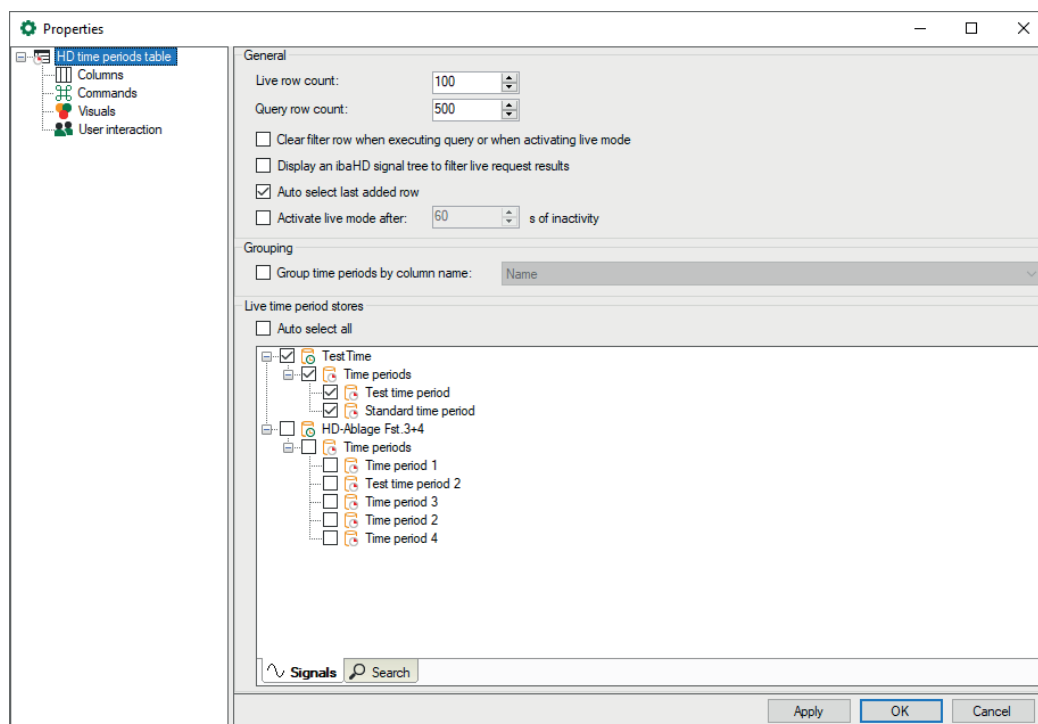 Properties
HD time periods table
Columns
Commands
Visuals
User interaction
General
Live row count: 100
Query row count: 500
Clear filter row when executing query or when activating live mode
Display an ibaHD signal tree to filter live request results
Auto select last added row
Activate live mode after: 60 s of inactivity
Grouping
Group time periods by column name: Name
Live time period stores
Auto select all
TestTime
Time periods
Test time period
Standard time period
HD-Ablage Fst.3+4
Time periods
Time period 1
Test time period 2
Time period 3
Time period 2
Time period 4
Signals Search
Apply OK Cancel